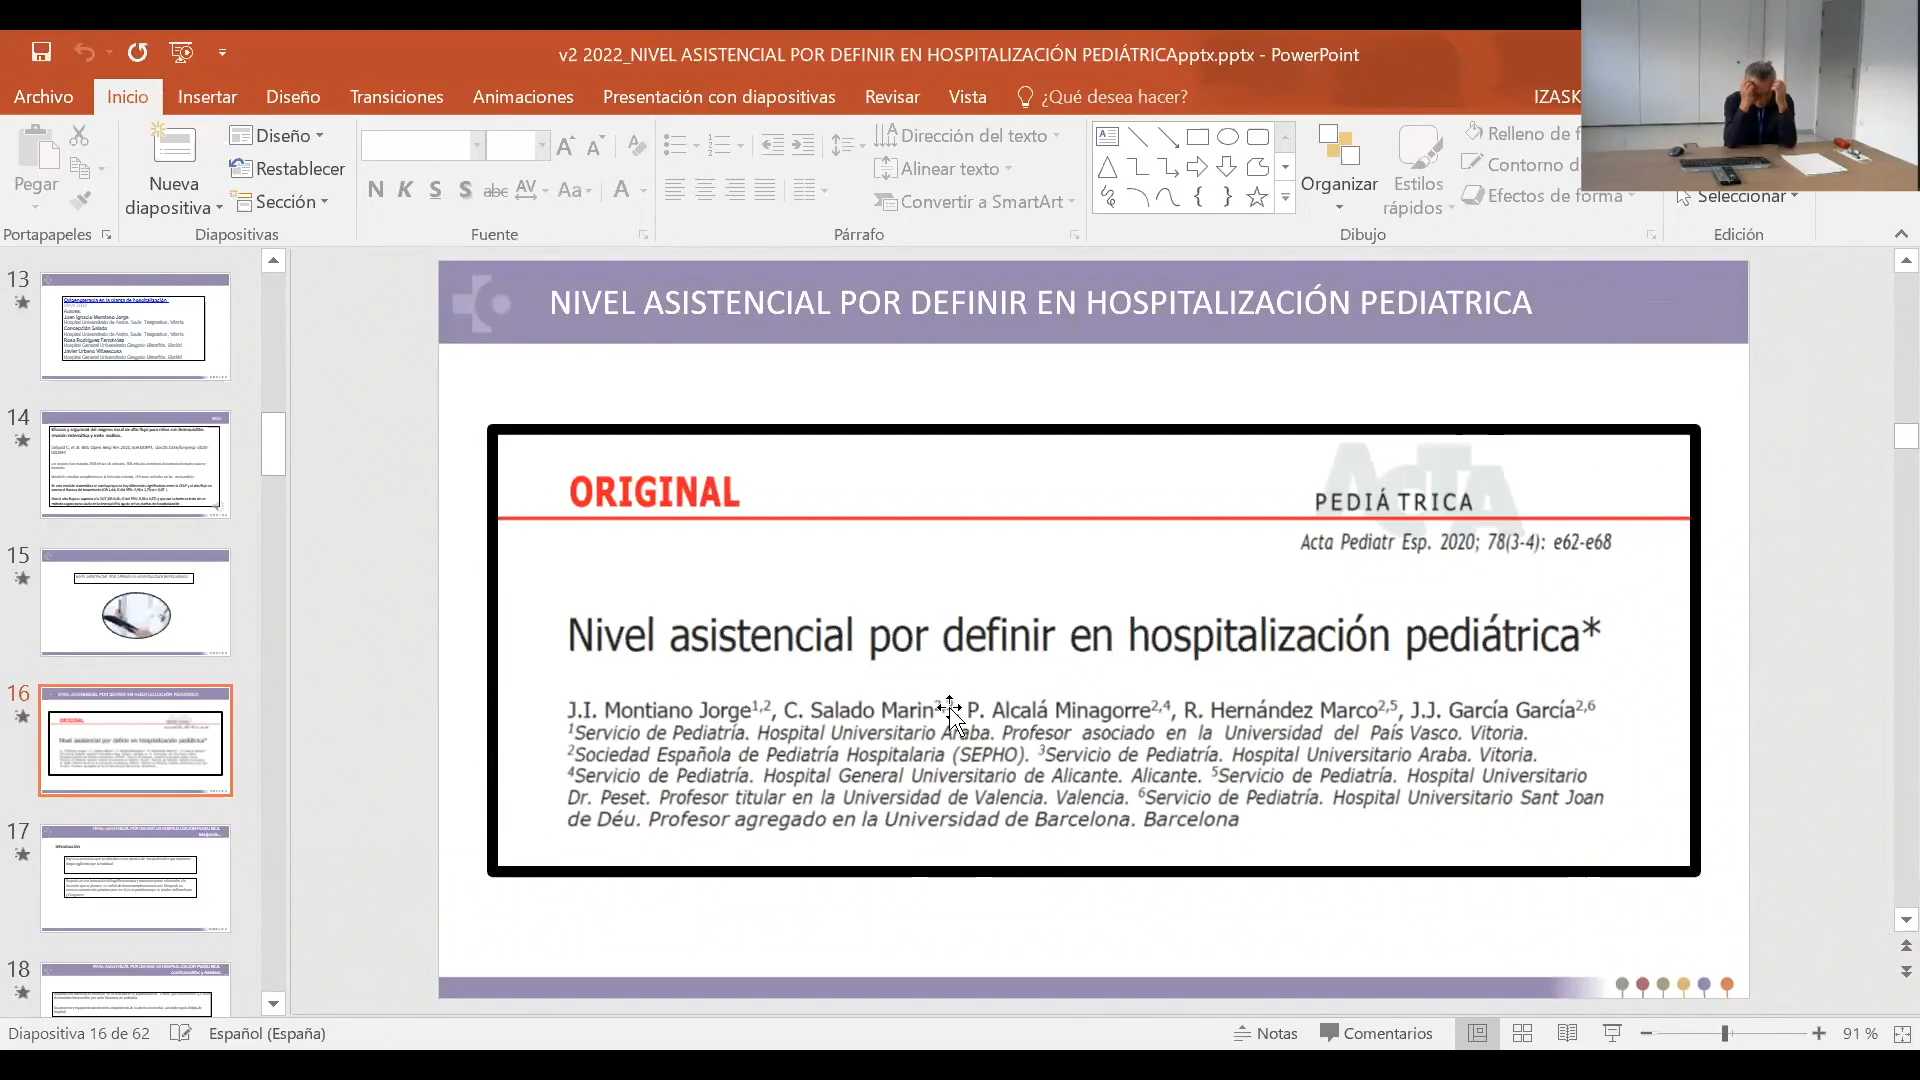 v2 2022_NIVEL ASISTENCIAL POR DEFINIR EN HOSPITALIZACIÓN PEDIÁTRICApptx.pptx - PowerPoint
Archivo Inicio Insertar Diseño Transiciones Animaciones Presentación con diapositivas Revisar Vista ¿Qué desea hacer? IZASK
Pegar
Nueva diapositiva
Diseño
Restablecer
Sección
N K S S abc AV Aa A
Dirección del texto
Alinear texto
Convertir a SmartArt
Organizar
Estilos rápidos
Relleno de f
Contorno d
Efectos de forma
Seleccionar
Portapapeles Diapositivas Fuente Párrafo Dibujo Edición
13
14
15
16
17
18
NIVEL ASISTENCIAL POR DEFINIR EN HOSPITALIZACIÓN PEDIATRICA
ORIGINAL
ACTA
PEDIÁTRICA
Acta Pediatr Esp. 2020; 78(3-4): e62-e68
Nivel asistencial por definir en hospitalización pediátrica*
J.I. Montiano Jorge1,2, C. Salado Marin P. Alcalá Minagorre2,4, R. Hernández Marco2,5, J.J. García García2,6
1Servicio de Pediatría. Hospital Universitario Araba. Profesor asociado en la Universidad del País Vasco. Vitoria.
2Sociedad Española de Pediatría Hospitalaria (SEPHO). 3Servicio de Pediatría. Hospital Universitario Araba. Vitoria.
4Servicio de Pediatría. Hospital General Universitario de Alicante. Alicante. 5Servicio de Pediatría. Hospital Universitario
Dr. Peset. Profesor titular en la Universidad de Valencia. Valencia. 6Servicio de Pediatría. Hospital Universitario Sant Joan
de Déu. Profesor agregado en la Universidad de Barcelona. Barcelona
Diapositiva 16 de 62 Español (España) Notas Comentarios 91 %